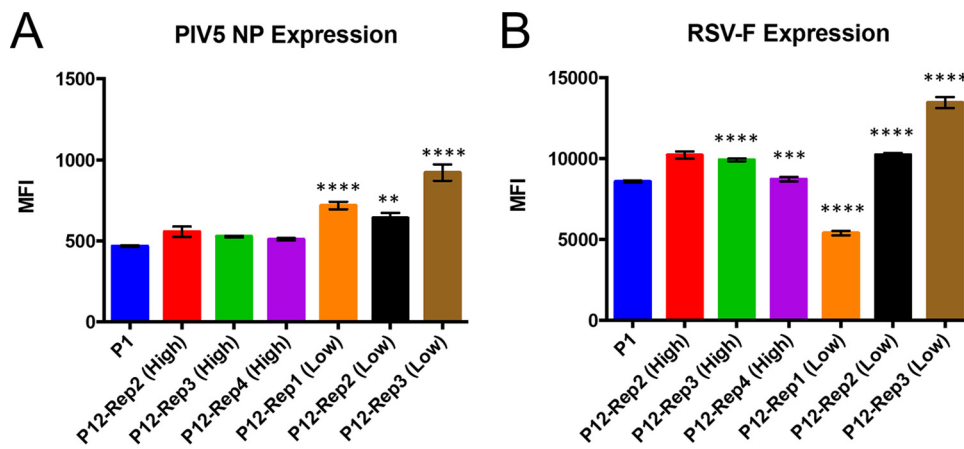 A
PIV5 NP Expression
MFI
1500
1000
500
0
****
**
****
P1
P12-Rep2 (High)
P12-Rep3 (High)
P12-Rep4 (High)
P12-Rep1 (Low)
P12-Rep2 (Low)
P12-Rep3 (Low)
B
RSV-F Expression
MFI
15000
10000
5000
0
****
***
****
****
****
P1
P12-Rep2 (High)
P12-Rep3 (High)
P12-Rep4 (High)
P12-Rep1 (Low)
P12-Rep2 (Low)
P12-Rep3 (Low)